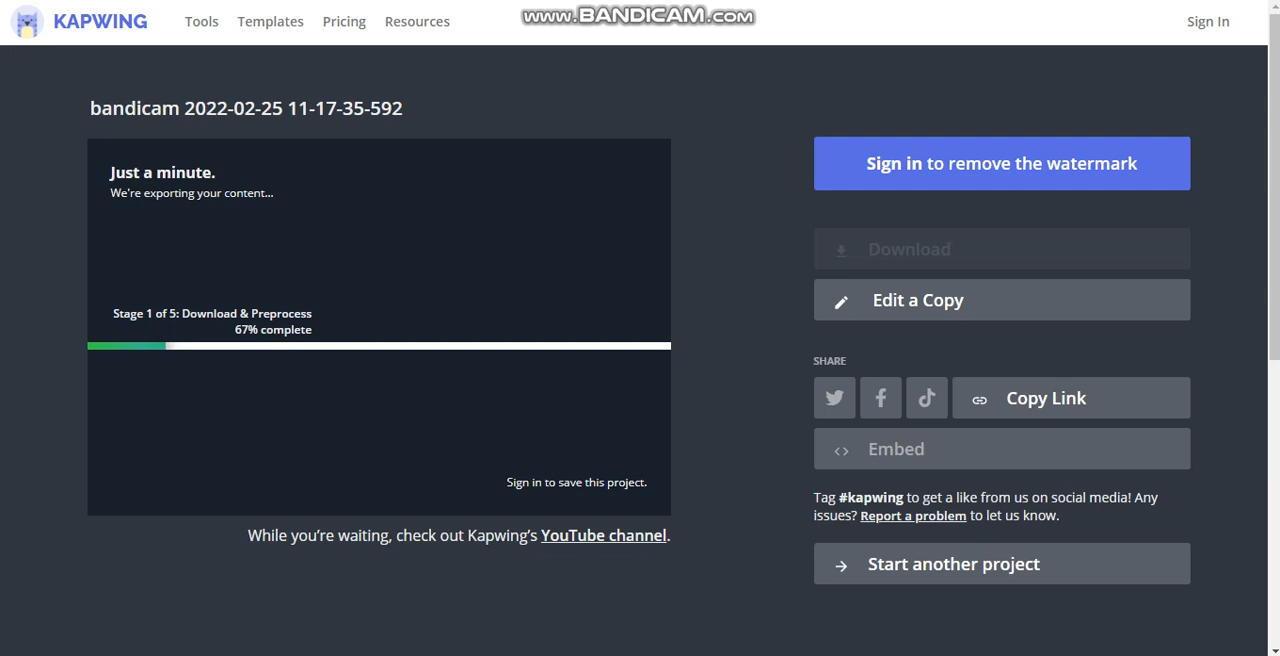 KAPWING
Tools Templates Pricing Resources
www.BANDICAM.com
Sign In
bandicam 2022-02-25 11-17-35-592
Just a minute.
We're exporting your content...
Stage 1 of 5: Download & Preprocess
67% complete
Sign in to save this project.
While you're waiting, check out Kapwing's YouTube channel.
Sign in to remove the watermark
Download
Edit a Copy
SHARE
Copy Link
Embed
Tag #kapwing to get a like from us on social media! Any
issues? Report a problem to let us know.
Start another project